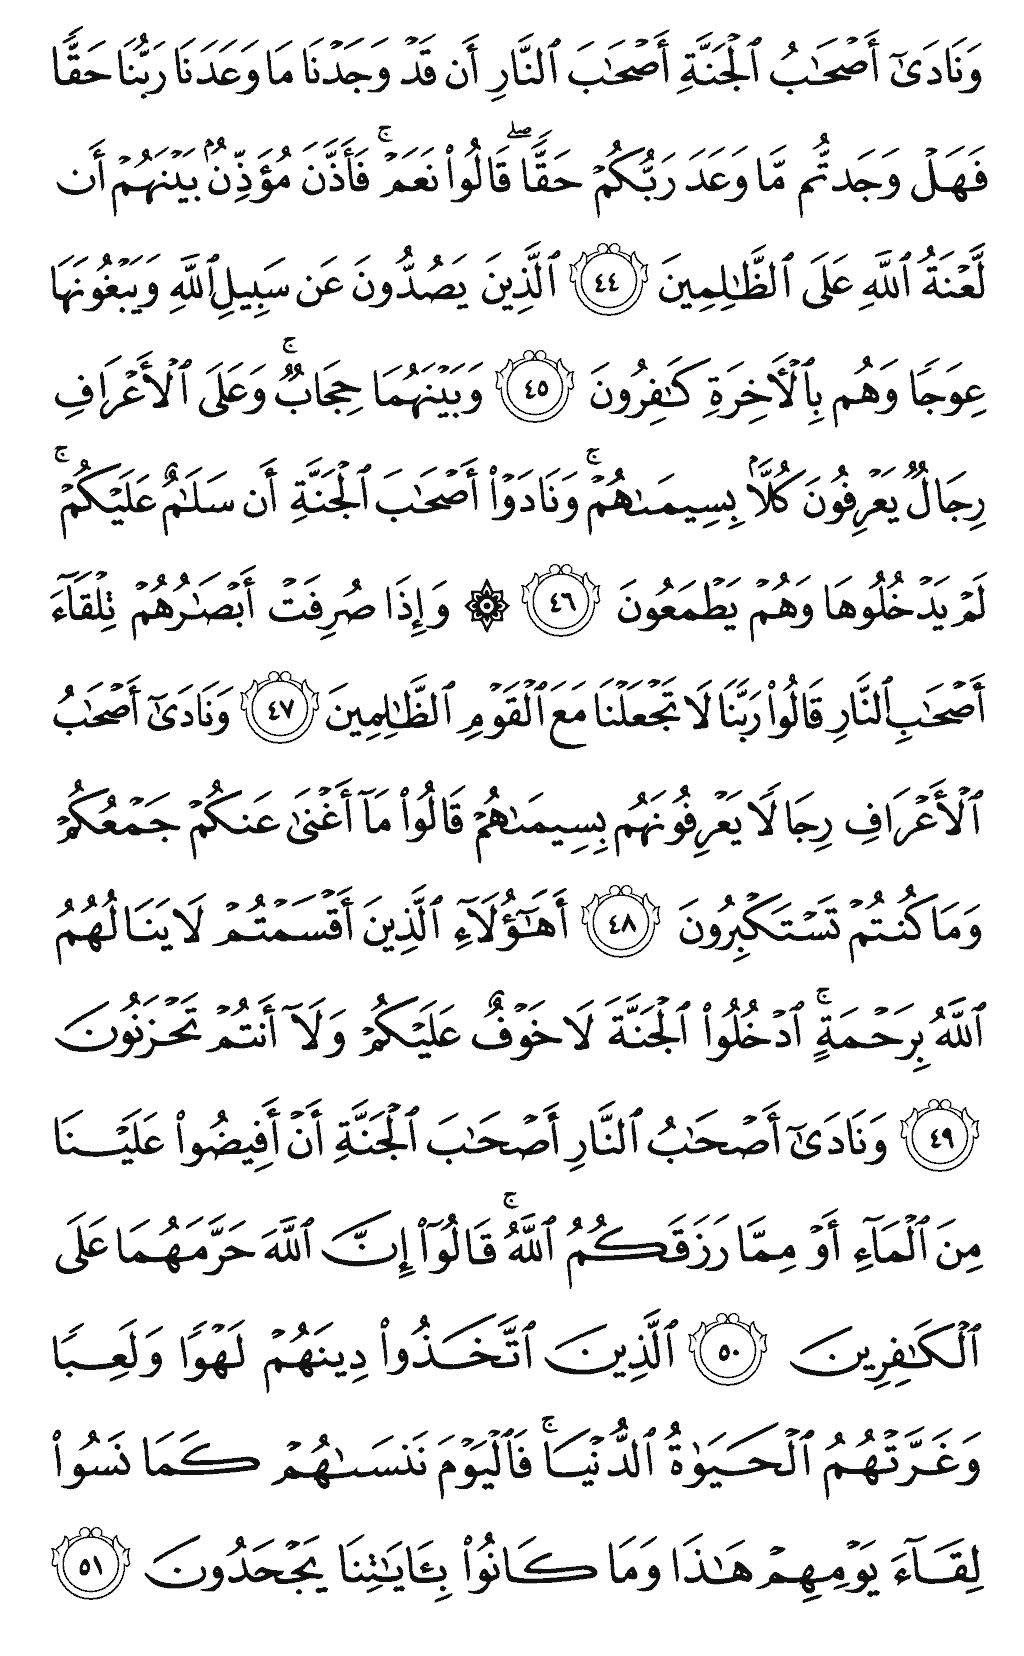 وَنَادَىٰٓ أَصْحَٰبُ ٱلْجَنَّةِ أَصْحَٰبَ ٱلنَّارِ أَن قَدْ وَجَدْنَا مَا وَعَدَنَا رَبُّنَا حَقًّا
فَهَلْ وَجَدتُّم مَّا وَعَدَ رَبُّكُمْ حَقًّا ۖ قَالُوا۟ نَعَمْ ۚ فَأَذَّنَ مُؤَذِّنٌۢ بَيْنَهُمْ أَن
لَّعْنَةُ ٱللَّهِ عَلَى ٱلظَّٰلِمِينَ ٤٤ ٱلَّذِينَ يَصُدُّونَ عَن سَبِيلِ ٱللَّهِ وَيَبْغُونَهَا
عِوَجًا وَهُم بِٱلْأَخِرَةِ كَٰفِرُونَ ٤٥ وَبَيْنَهُمَا حِجَابٌ ۚ وَعَلَى ٱلْأَعْرَافِ
رِجَالٌ يَعْرِفُونَ كُلًّۢا بِسِيمَىٰهُمْ ۚ وَنَادَوْا۟ أَصْحَٰبَ ٱلْجَنَّةِ أَن سَلَٰمٌ عَلَيْكُمْ ۚ
لَمْ يَدْخُلُوهَا وَهُمْ يَطْمَعُونَ ٤٦ ۞ وَإِذَا صُرِفَتْ أَبْصَٰرُهُمْ تِلْقَآءَ
أَصْحَٰبِ ٱلنَّارِ قَالُوا۟ رَبَّنَا لَا تَجْعَلْنَا مَعَ ٱلْقَوْمِ ٱلظَّٰلِمِينَ ٤٧ وَنَادَىٰٓ أَصْحَٰبُ
ٱلْأَعْرَافِ رِجَالًا يَعْرِفُونَهُم بِسِيمَىٰهُمْ قَالُوا۟ مَآ أَغْنَىٰ عَنكُمْ جَمْعُكُمْ
وَمَا كُنتُمْ تَسْتَكْبِرُونَ ٤٨ أَهَٰٓؤُلَآءِ ٱلَّذِينَ أَقْسَمْتُمْ لَا يَنَالُهُمُ
ٱللَّهُ بِرَحْمَةٍ ۚ ٱدْخُلُوا۟ ٱلْجَنَّةَ لَا خَوْفٌ عَلَيْكُمْ وَلَآ أَنتُمْ تَحْزَنُونَ
٤٩ وَنَادَىٰٓ أَصْحَٰبُ ٱلنَّارِ أَصْحَٰبَ ٱلْجَنَّةِ أَنْ أَفِيضُوا۟ عَلَيْنَا
مِنَ ٱلْمَآءِ أَوْ مِمَّا رَزَقَكُمُ ٱللَّهُ ۚ قَالُوٓا۟ إِنَّ ٱللَّهَ حَرَّمَهُمَا عَلَى
ٱلْكَٰفِرِينَ ٥٠ ٱلَّذِينَ ٱتَّخَذُوا۟ دِينَهُمْ لَهْوًا وَلَعِبًا
وَغَرَّتْهُمُ ٱلْحَيَوٰةُ ٱلدُّنْيَا ۚ فَٱلْيَوْمَ نَنسَىٰهُمْ كَمَا نَسُوا۟
لِقَآءَ يَوْمِهِمْ هَٰذَا وَمَا كَانُوا۟ بِـَٔايَٰتِنَا يَجْحَدُونَ ٥١